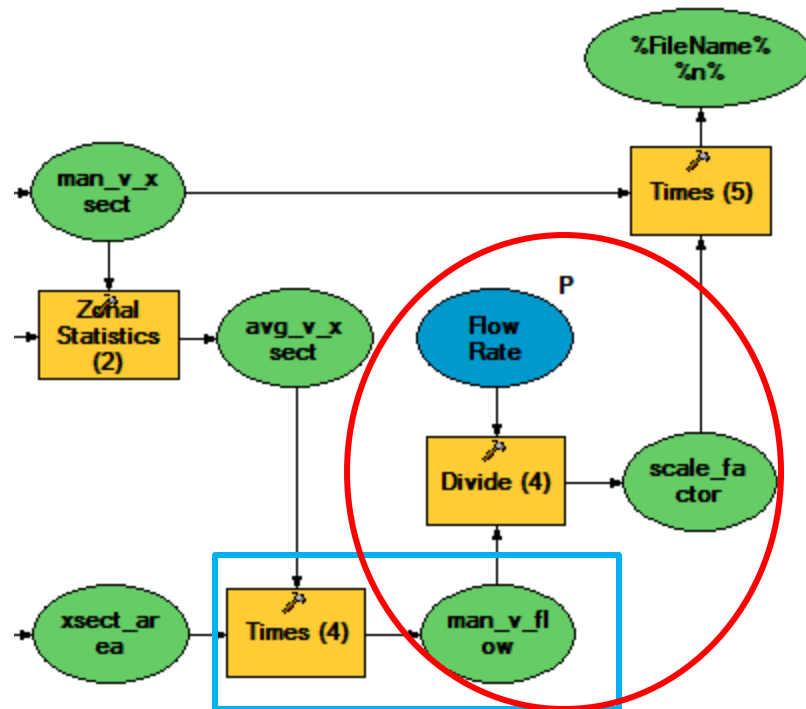 %FileName%
%n%
man_v_x
sect
Times (5)
P
Zonal
Statistics
(2)
avg_v_x
sect
Flow
Rate
Divide (4)
scale_fa
ctor
xsect_ar
ea
Times (4)
man_v_fl
ow